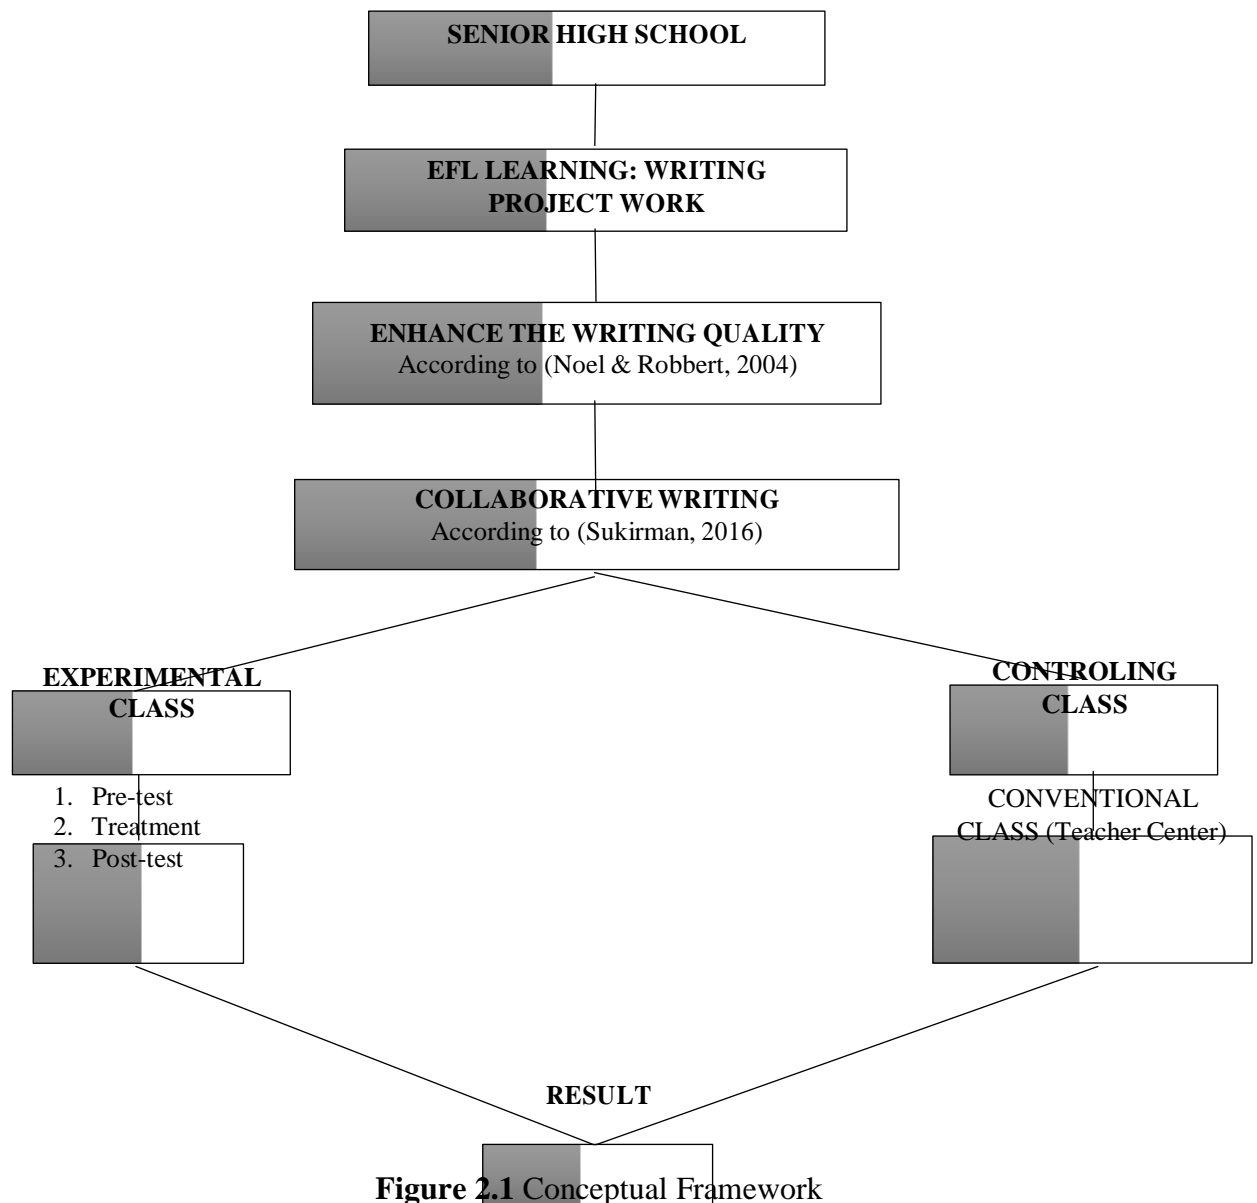 SENIOR HIGH SCHOOL
EFL LEARNING: WRITING
PROJECT WORK
ENHANCE THE WRITING QUALITY
According to (Noel & Robbert, 2004)
COLLABORATIVE WRITING
According to (Sukirman, 2016)
EXPERIMENTAL
CLASS
1. Pre-test
2. Treatment
3. Post-test
CONTROLING
CLASS
CONVENTIONAL
CLASS (Teacher Center)
RESULT
Figure 2.1 Conceptual Framework